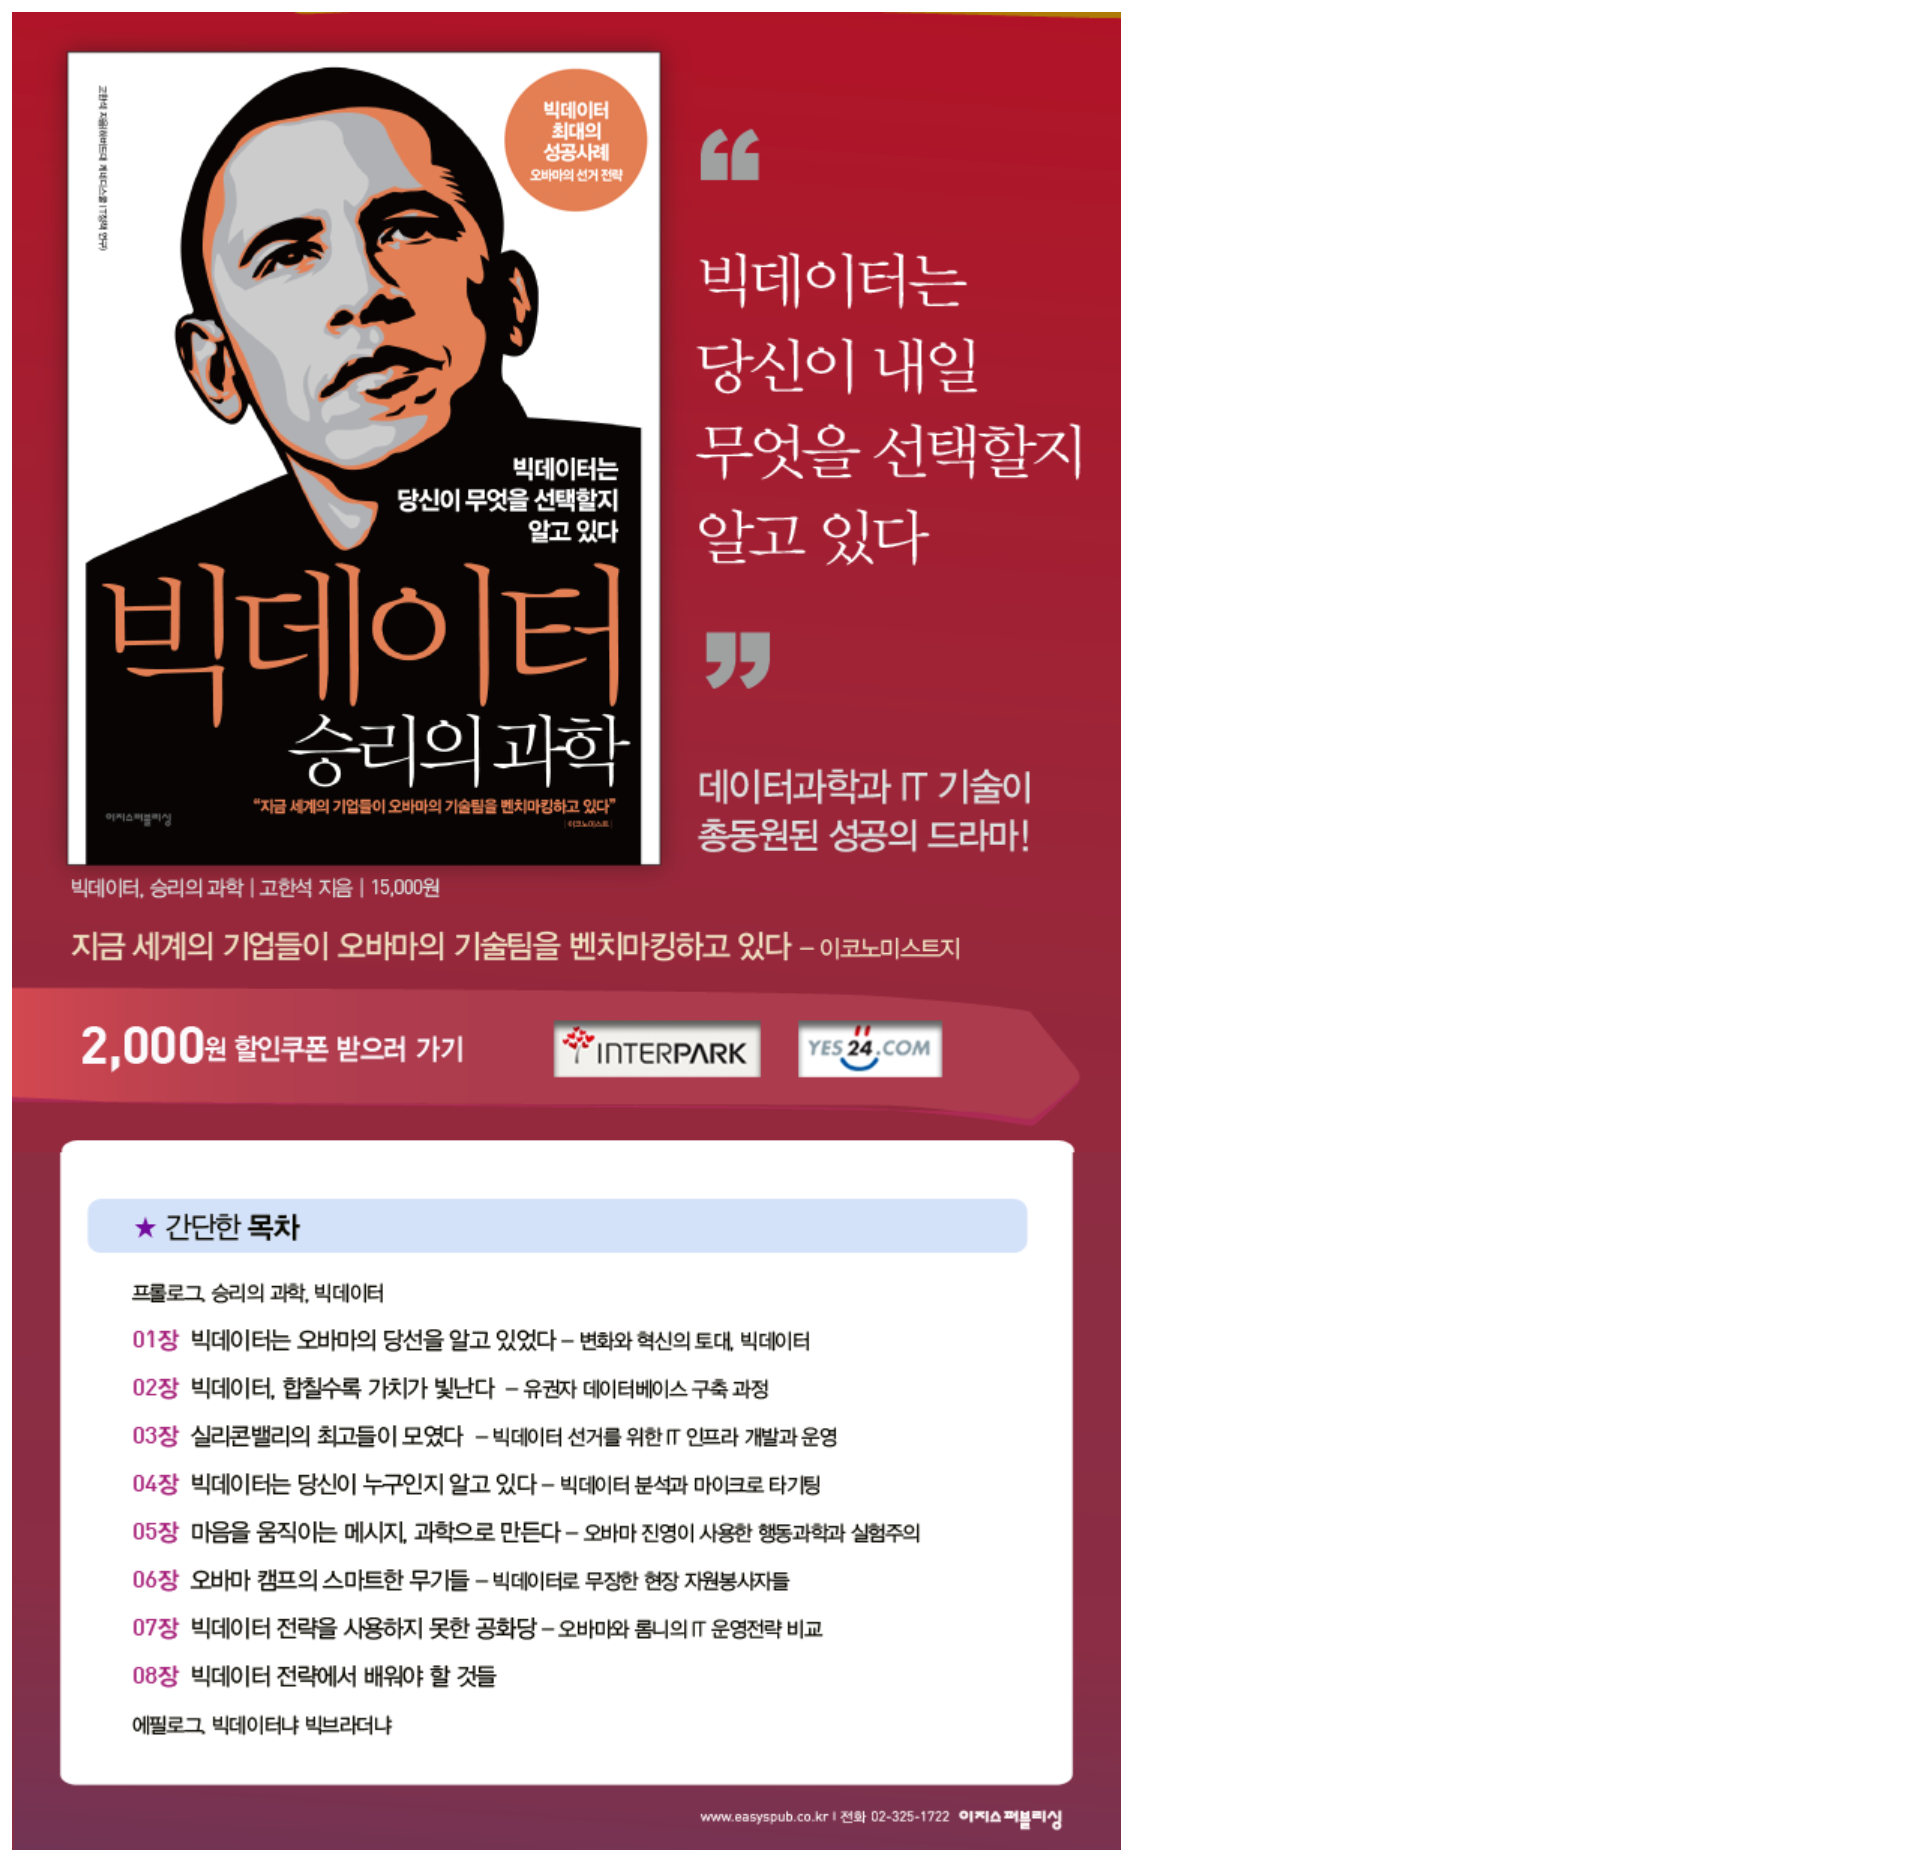 고한석 지음(하버드대 케네디스쿨 IT정책 연구)
빅데이터
최대의
성공사례
오바마의 선거 전략
빅데이터는
당신이 무엇을 선택할지
알고 있다
빅데이터
승리의 과학
“지금 세계의 기업들이 오바마의 기술팀을 벤치마킹하고 있다”
| 이코노미스트 |
이지스퍼블리싱
“
빅데이터는
당신이 내일
무엇을 선택할지
알고 있다
”
데이터과학과 IT 기술이
총동원된 성공의 드라마!
빅데이터, 승리의 과학 | 고한석 지음 | 15,000원
지금 세계의 기업들이 오바마의 기술팀을 벤치마킹하고 있다 – 이코노미스트지
2,000원 할인쿠폰 받으러 가기
INTERPARK
YES24.COM
★ 간단한 목차
프롤로그. 승리의 과학, 빅데이터
01장 빅데이터는 오바마의 당선을 알고 있었다 – 변화와 혁신의 토대, 빅데이터
02장 빅데이터, 합칠수록 가치가 빛난다 – 유권자 데이터베이스 구축 과정
03장 실리콘밸리의 최고들이 모였다 – 빅데이터 선거를 위한 IT 인프라 개발과 운영
04장 빅데이터는 당신이 누구인지 알고 있다 – 빅데이터 분석과 마이크로 타기팅
05장 마음을 움직이는 메시지, 과학으로 만든다 – 오바마 진영이 사용한 행동과학과 실험주의
06장 오바마 캠프의 스마트한 무기들 – 빅데이터로 무장한 현장 자원봉사자들
07장 빅데이터 전략을 사용하지 못한 공화당 – 오바마와 롬니의 IT 운영전략 비교
08장 빅데이터 전략에서 배워야 할 것들
에필로그. 빅데이터냐 빅브라더냐
www.easyspub.co.kr | 전화 02-325-1722 이지스퍼블리싱